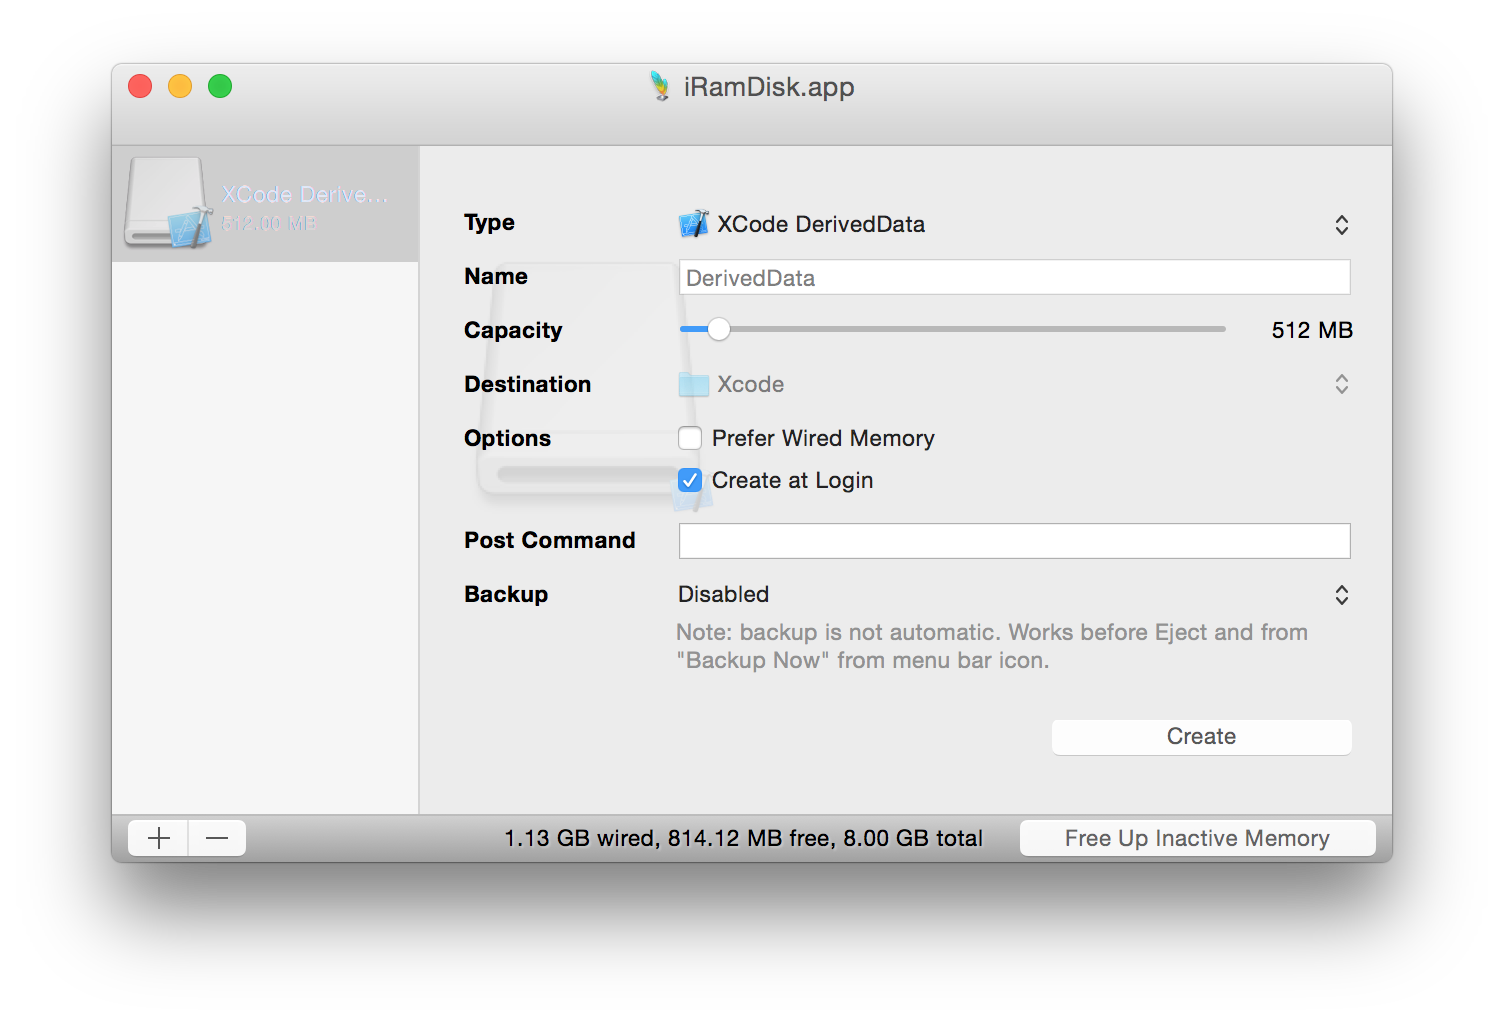 iRamDisk.app
XCode Derive...
512.00 MB
Type
XCode DerivedData
Name
DerivedData
Capacity
512 MB
Destination
Xcode
Options
Prefer Wired Memory
Create at Login
Post Command
Backup
Disabled
Note: backup is not automatic. Works before Eject and from
"Backup Now" from menu bar icon.
Create
1.13 GB wired, 814.12 MB free, 8.00 GB total
Free Up Inactive Memory